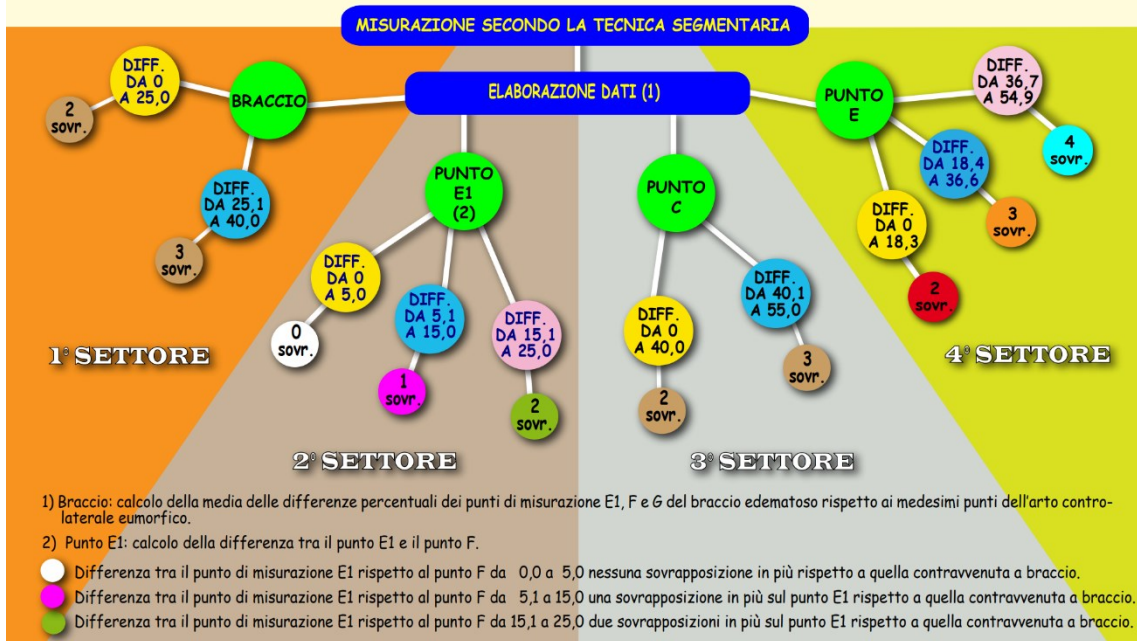 MISURAZIONE SECONDO LA TECNICA SEGMENTARIA
ELABORAZIONE DATI (1)
BRACCIO
DIFF.
DA 0
A 25,0
2
sovr.
DIFF.
DA 25,1
A 40,0
3
sovr.
1° SETTORE
PUNTO
E1
(2)
DIFF.
DA 0
A 5,0
0
sovr.
DIFF.
DA 5,1
A 15,0
1
sovr.
DIFF.
DA 15,1
A 25,0
2
sovr.
2° SETTORE
PUNTO
C
DIFF.
DA 0
A 40,0
2
sovr.
DIFF.
DA 40,1
A 55,0
3
sovr.
3° SETTORE
PUNTO
E
DIFF.
DA 0
A 18,3
2
sovr.
DIFF.
DA 18,4
A 36,6
3
sovr.
DIFF.
DA 36,7
A 54,9
4
sovr.
4° SETTORE
1) Braccio: calcolo della media delle differenze percentuali dei punti di misurazione E1, F e G del braccio edematoso rispetto ai medesimi punti dell'arto contro-
laterale eumorfico.
2) Punto E1: calcolo della differenza tra il punto E1 e il punto F.
Differenza tra il punto di misurazione E1 rispetto al punto F da 0,0 a 5,0 nessuna sovrapposizione in più rispetto a quella contravvenuta a braccio.
Differenza tra il punto di misurazione E1 rispetto al punto F da 5,1 a 15,0 una sovrapposizione in più sul punto E1 rispetto a quella contravvenuta a braccio.
Differenza tra il punto di misurazione E1 rispetto al punto F da 15,1 a 25,0 due sovrapposizioni in più sul punto E1 rispetto a quella contravvenuta a braccio.